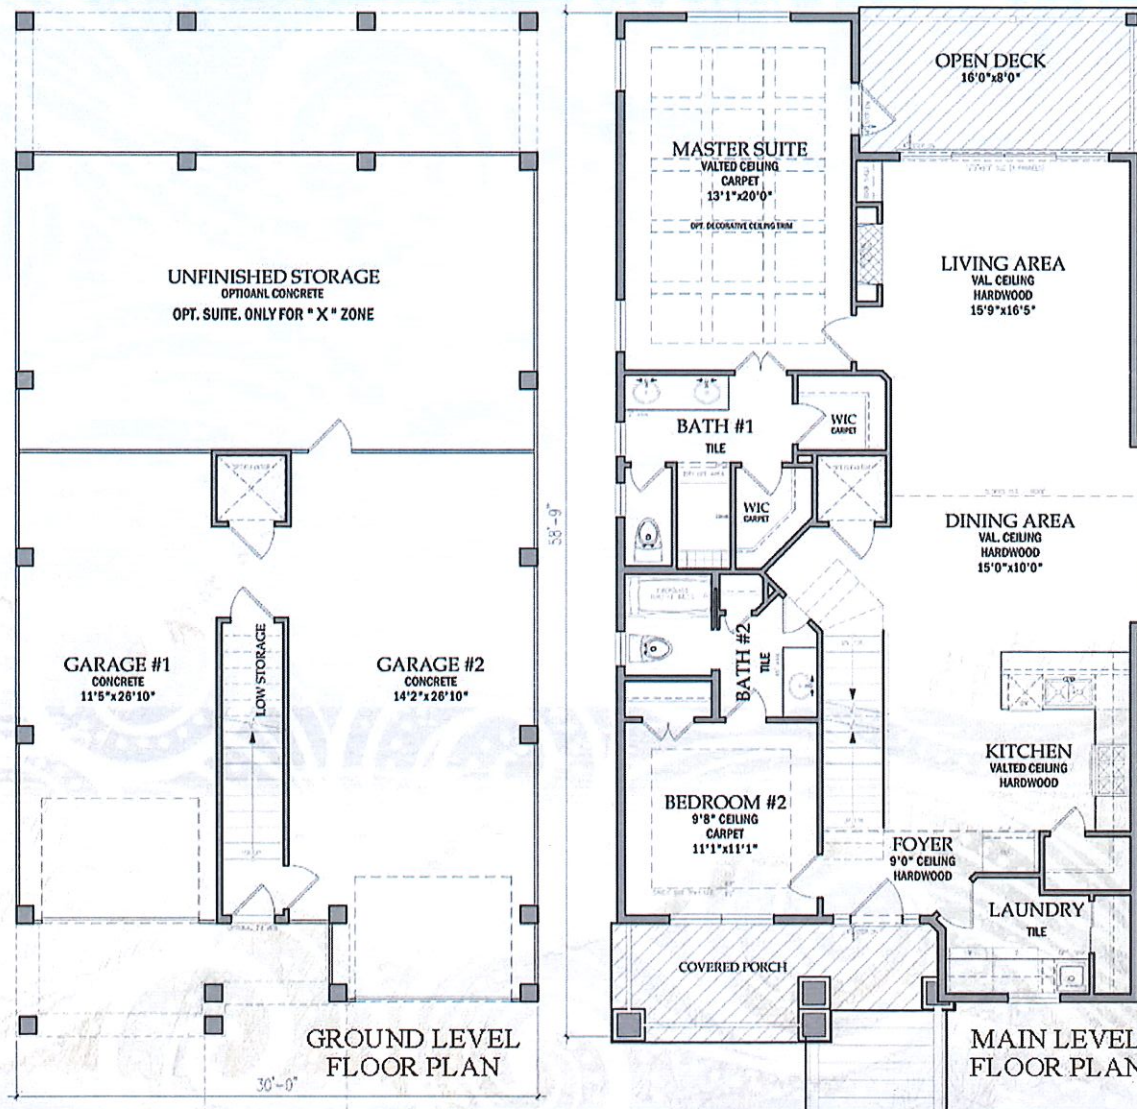 UNFINISHED STORAGE
OPTIOANL CONCRETE
OPT. SUITE. ONLY FOR " X " ZONE
GARAGE #1
CONCRETE
11'5"x26'10"
LOW STORAGE
GARAGE #2
CONCRETE
14'2"x26'10"
GROUND LEVEL
FLOOR PLAN
30'-0"
58'-9"
OPEN DECK
16'0"x8'0"
MASTER SUITE
VALTED CEILING
CARPET
13'1"x20'0"
OPT. DECORATIVE CEILING TRIM
LIVING AREA
VAL. CEILING
HARDWOOD
15'9"x16'5"
BATH #1
TILE
WIC
CARPET
WIC
CARPET
DINING AREA
VAL. CEILING
HARDWOOD
15'0"x10'0"
BATH #2
TILE
KITCHEN
VALTED CEILING
HARDWOOD
BEDROOM #2
9'8" CEILING
CARPET
11'1"x11'1"
FOYER
9'0" CEILING
HARDWOOD
LAUNDRY
TILE
COVERED PORCH
MAIN LEVEL
FLOOR PLAN